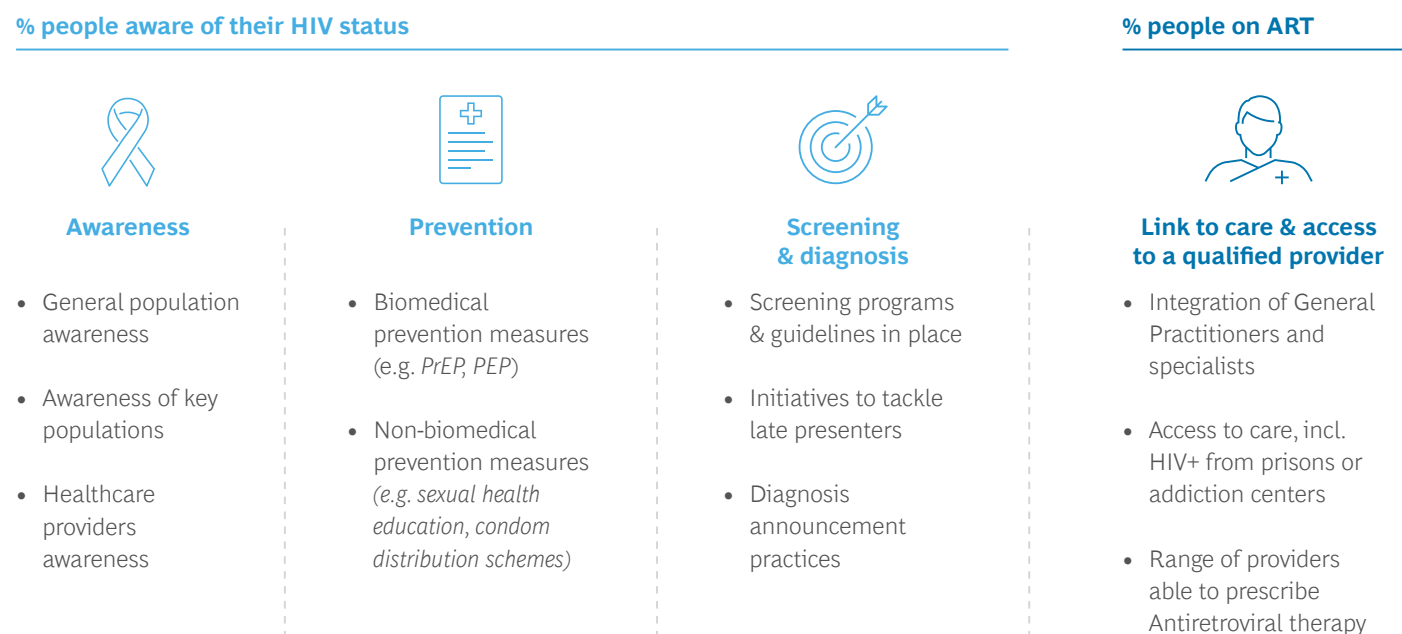 % people aware of their HIV status
% people on ART
Awareness
• General population
awareness
• Awareness of key
populations
• Healthcare
providers
awareness
Prevention
• Biomedical
prevention measures
(e.g. PrEP, PEP)
• Non-biomedical
prevention measures
(e.g. sexual health
education, condom
distribution schemes)
Screening
& diagnosis
• Screening programs
& guidelines in place
• Initiatives to tackle
late presenters
• Diagnosis
announcement
practices
Link to care & access
to a qualified provider
• Integration of General
Practitioners and
specialists
• Access to care, incl.
HIV+ from prisons or
addiction centers
• Range of providers
able to prescribe
Antiretroviral therapy